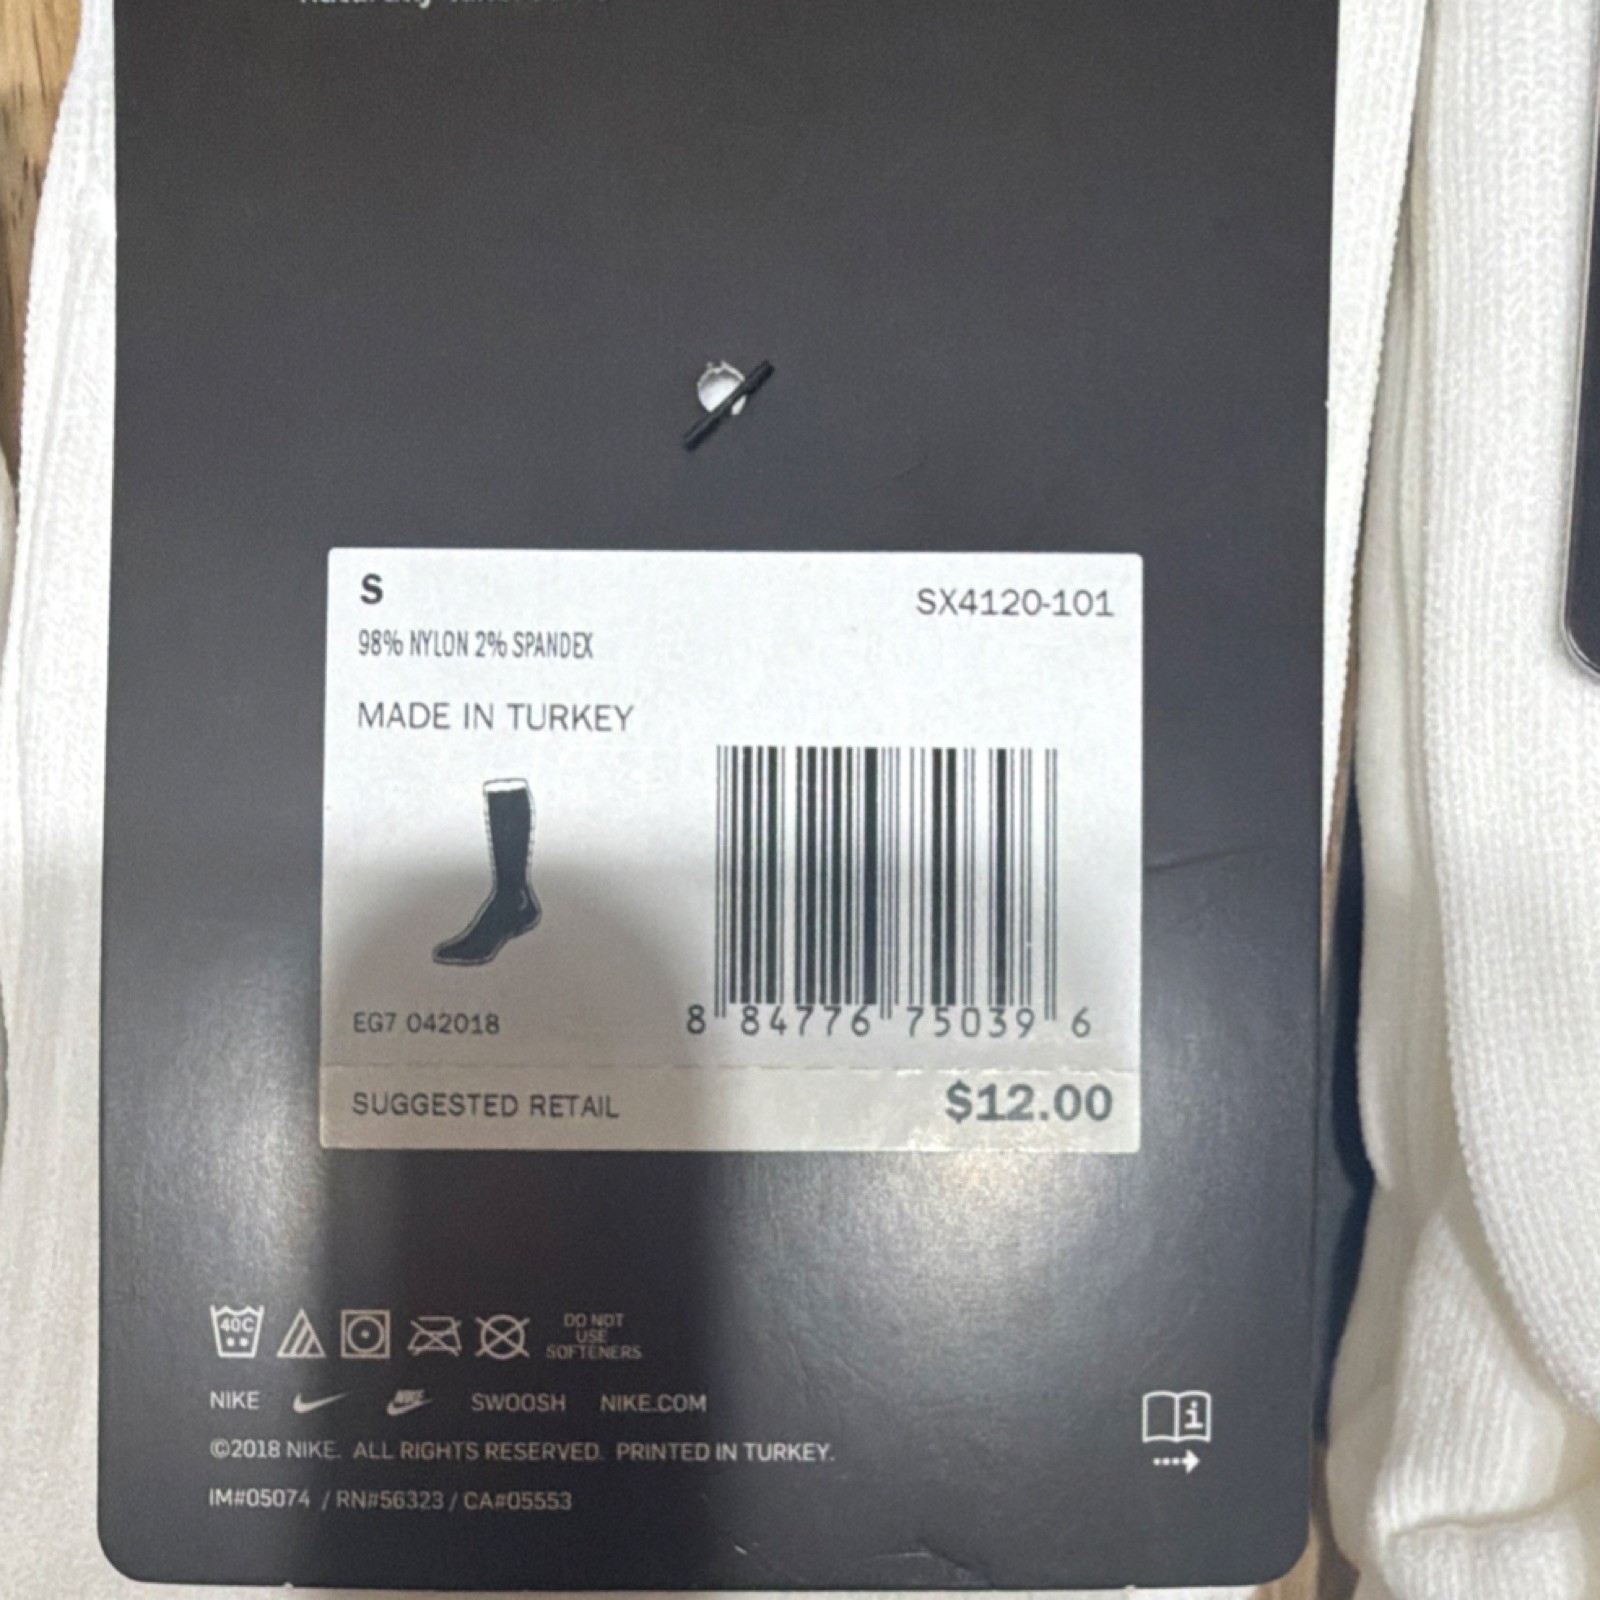 S
SX4120-101
98% NYLON 2% SPANDEX
MADE IN TURKEY
EG7 042018
8 84776 75039 6
SUGGESTED RETAIL
$12.00
40C
DO NOT
USE
SOFTENERS
NIKE NIKE SWOOSH NIKE.COM
©2018 NIKE. ALL RIGHTS RESERVED. PRINTED IN TURKEY.
IM#05074 / RN#56323 / CA#05553
i